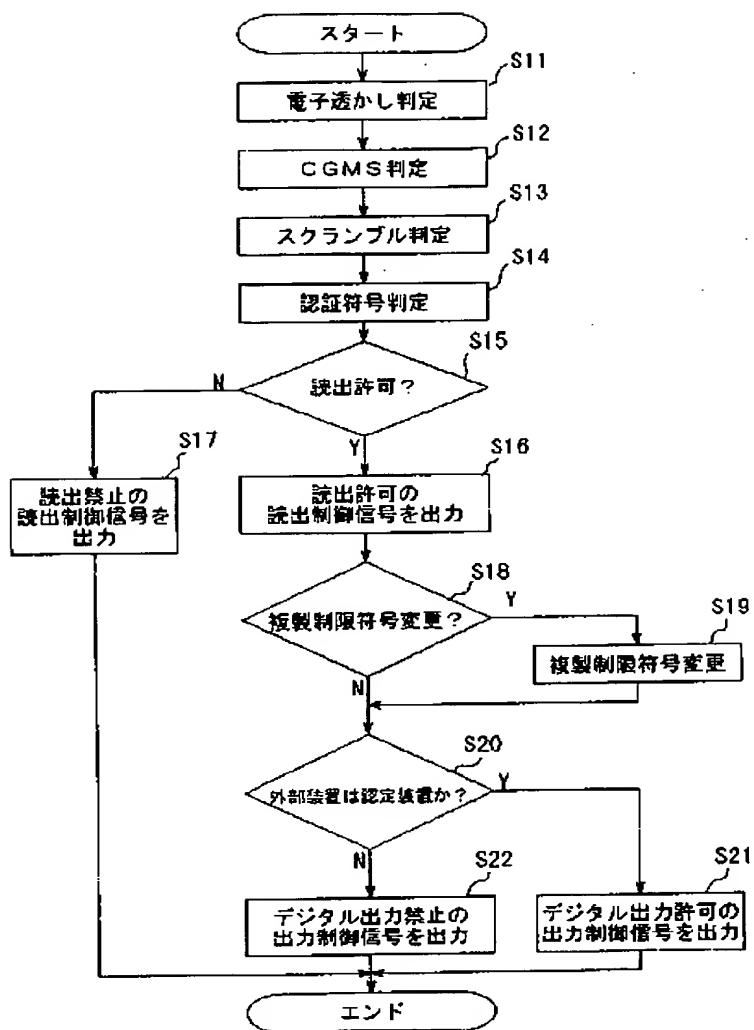 スタート
S11
電子透かし判定
S12
CGMS判定
S13
スクランブル判定
S14
認証符号判定
S15
読出許可?
N
Y
S17
読出禁止の
読出制御信号を
出力
S16
読出許可の
読出制御信号を出力
S18
複製制限符号変更?
Y
N
S19
複製制限符号変更
S20
外部装置は認定装置か?
Y
N
S22
デジタル出力禁止の
出力制御信号を出力
S21
デジタル出力許可の
出力制御信号を出力
エンド